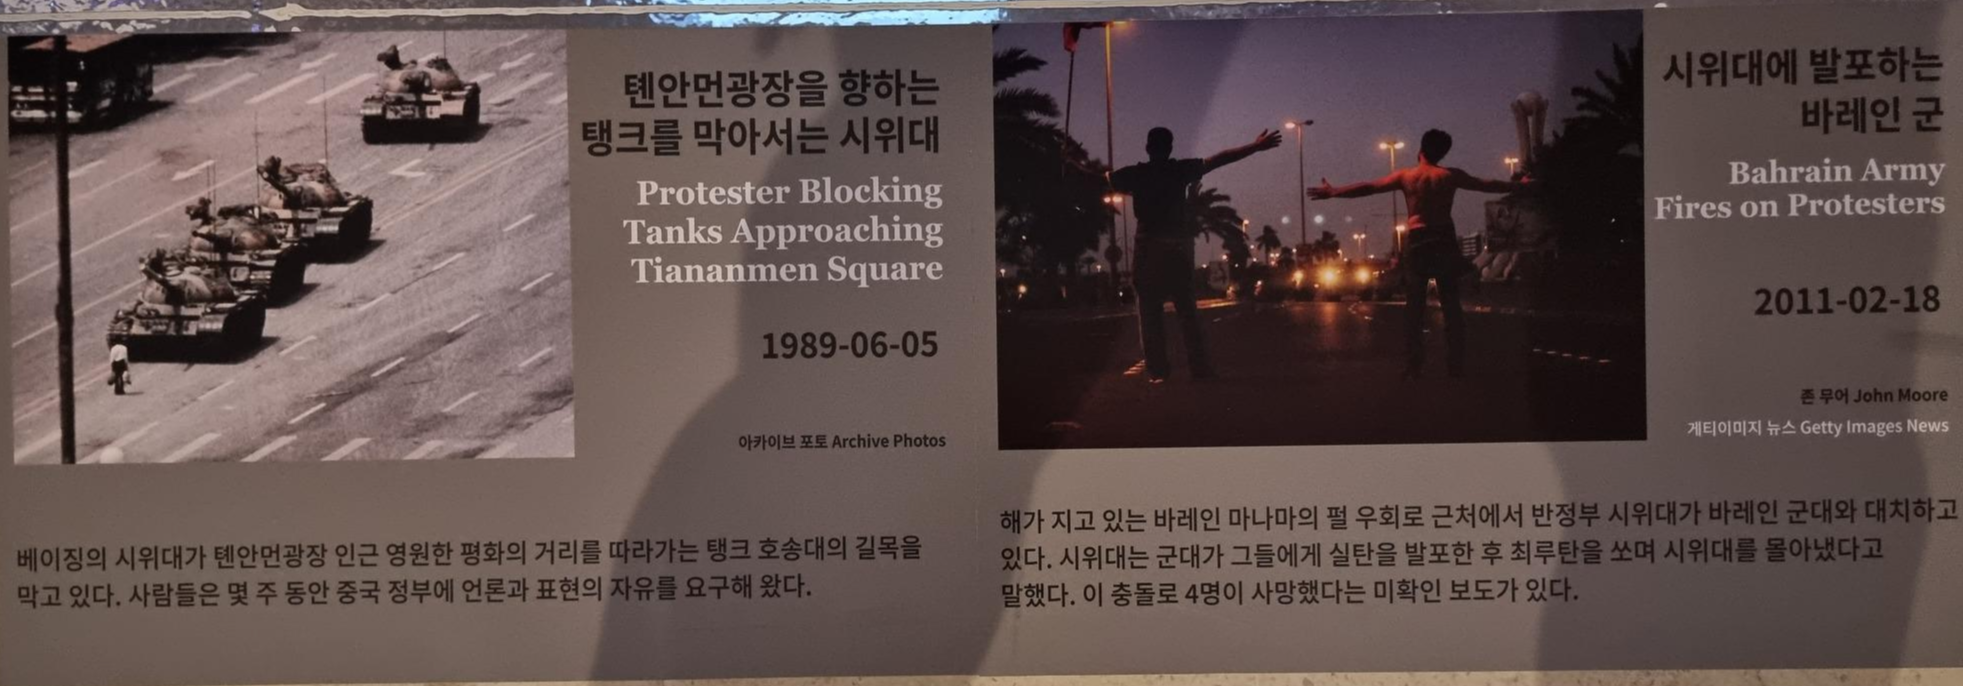 톈안먼광장을 향하는
탱크를 막아서는 시위대
Protester Blocking
Tanks Approaching
Tiananmen Square
1989-06-05
아카이브 포토 Archive Photos
베이징의 시위대가 톈안먼광장 인근 영원한 평화의 거리를 따라가는 탱크 호송대의 길목을
막고 있다. 사람들은 몇 주 동안 중국 정부에 언론과 표현의 자유를 요구해 왔다.
시위대에 발포하는
바레인 군
Bahrain Army
Fires on Protesters
2011-02-18
존 무어 John Moore
게티이미지 뉴스 Getty Images News
해가 지고 있는 바레인 마나마의 펄 우회로 근처에서 반정부 시위대가 바레인 군대와 대치하고
있다. 시위대는 군대가 그들에게 실탄을 발포한 후 최루탄을 쏘며 시위대를 몰아냈다고
말했다. 이 충돌로 4명이 사망했다는 미확인 보도가 있다.